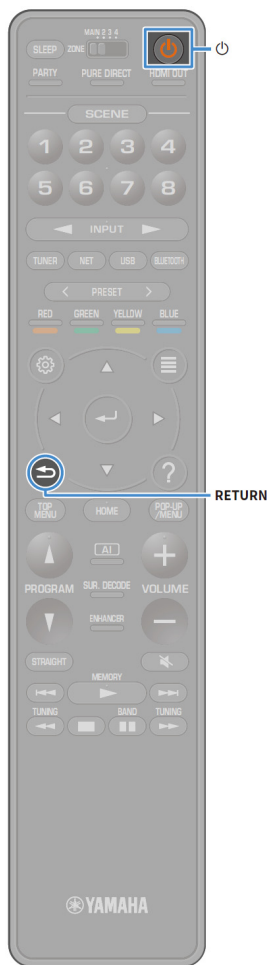 MAIN 2 3 4
SLEEP ZONE
PARTY PURE DIRECT HDMI OUT
SCENE
1 2 3 4
5 6 7 8
INPUT
TUNER NET USB BLUETOOTH
PRESET
RED GREEN YELLOW BLUE
?
RETURN
TOP MENU HOME POP-UP /MENU
AI
PROGRAM SUR. DECODE VOLUME
ENHANCER
STRAIGHT
MEMORY
TUNING BAND TUNING
YAMAHA